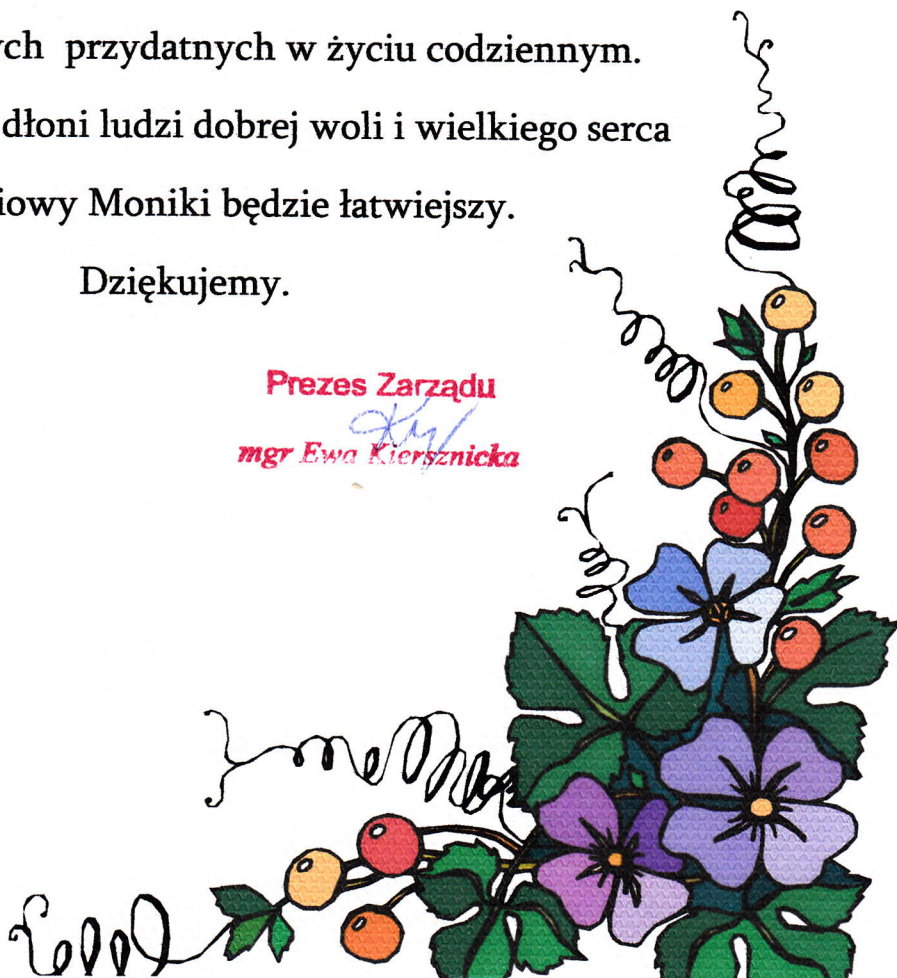 ych przydatnych w życiu codziennym.
dłoni ludzi dobrej woli i wielkiego serca
iowy Moniki będzie łatwiejszy.
Dziękujemy.
Prezes Zarządu
mgr Ewa Kiersznicka